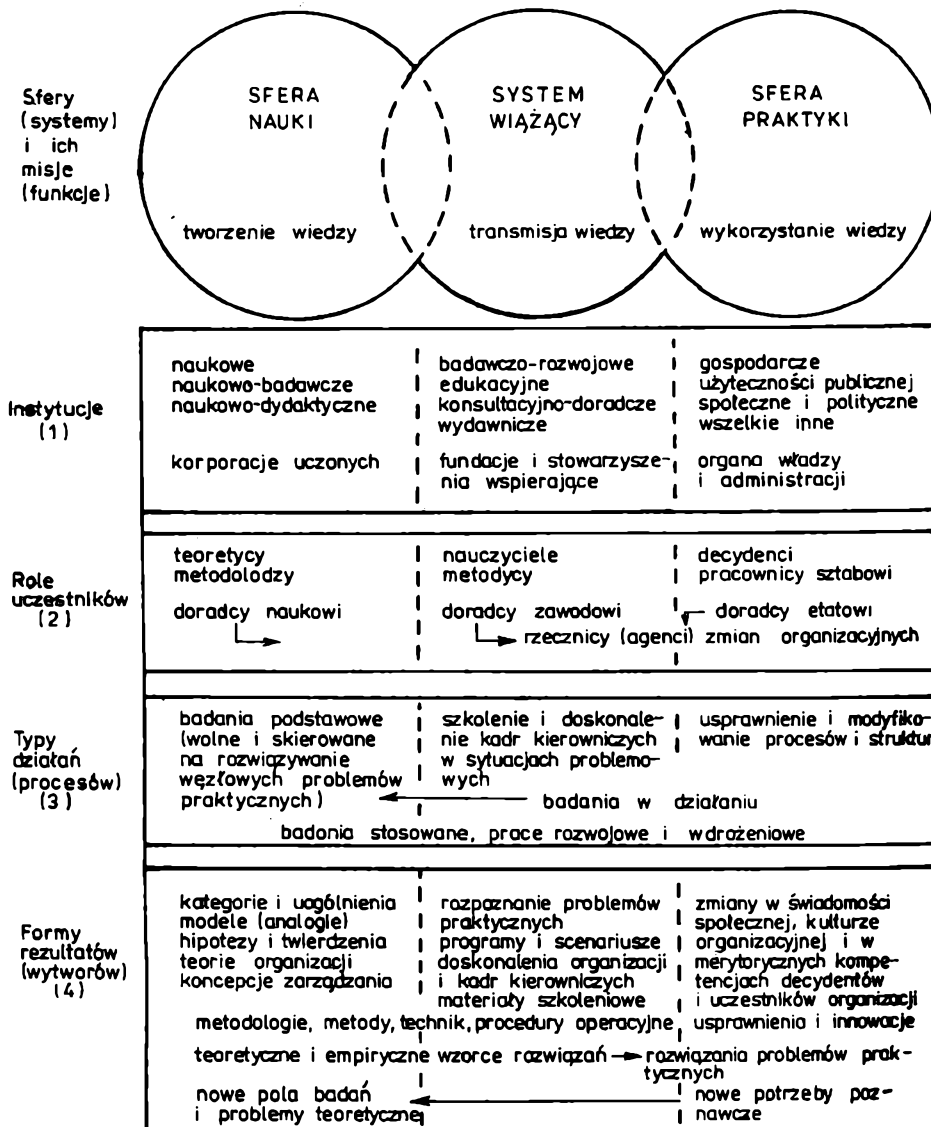 Sfery
(systemy)
i ich
misje
(funkcje)
SFERA
NAUKI
tworzenie wiedzy
SYSTEM
WIĄŻĄCY
transmisja wiedzy
SFERA
PRAKTYKI
wykorzystanie wiedzy
Instytucje
(1)
naukowe
naukowo-badawcze
naukowo-dydaktyczne
korporacje uczonych
badawczo-rozwojowe
edukacyjne
konsultacyjno-doradcze
wydawnicze
fundacje i stowarzysze-
nia wspierające
gospodarcze
użyteczności publicznej
społeczne i polityczne
wszelkie inne
organa władzy
i administracji
Role
uczestników
(2)
teoretycy
metodolodzy
doradcy naukowi
nauczyciele
metodycy
doradcy zawodowi
decydenci
pracownicy sztabowi
doradcy etatowi
rzecznicy (agenci) zmian organizacyjnych
Typy
działań
(procesów)
(3)
badania podstawowe
(wolne i skierowane
na rozwiązywanie
węzłowych problemów
praktycznych)
szkolenie i doskonale-
nie kadr kierowniczych
w sytuacjach problemo-
wych
usprawnienie i modyfiko-
wanie procesów i struktur
badania w działaniu
badonia stosowane, prace rozwojowe i wdrożeniowe
Formy
rezultatów
(wytworów)
(4)
kategorie i uogólnienia
modele (analogie)
hipotezy i twierdzenia
teorie organizacji
koncepcje zarządzania
rozpoznanie problemów
praktycznych
programy i scenariusze
doskonalenia organizacji
i kadr kierowniczych
materiały szkoleniowe
zmiany w świadomości
społecznej, kulturze
organizacyjnej i w
merytorycznych kompe-
tencjach decydentów
i uczestników organizacji
metodologie, metody, technik, procedury operacyjne
usprawnienia i innowacje
teoretyczne i empiryczne wzorce rozwiązań → rozwiązania problemów prak-
tycznych
nowe pola badań
i problemy teoretyczne
nowe potrzeby poz-
nawcze